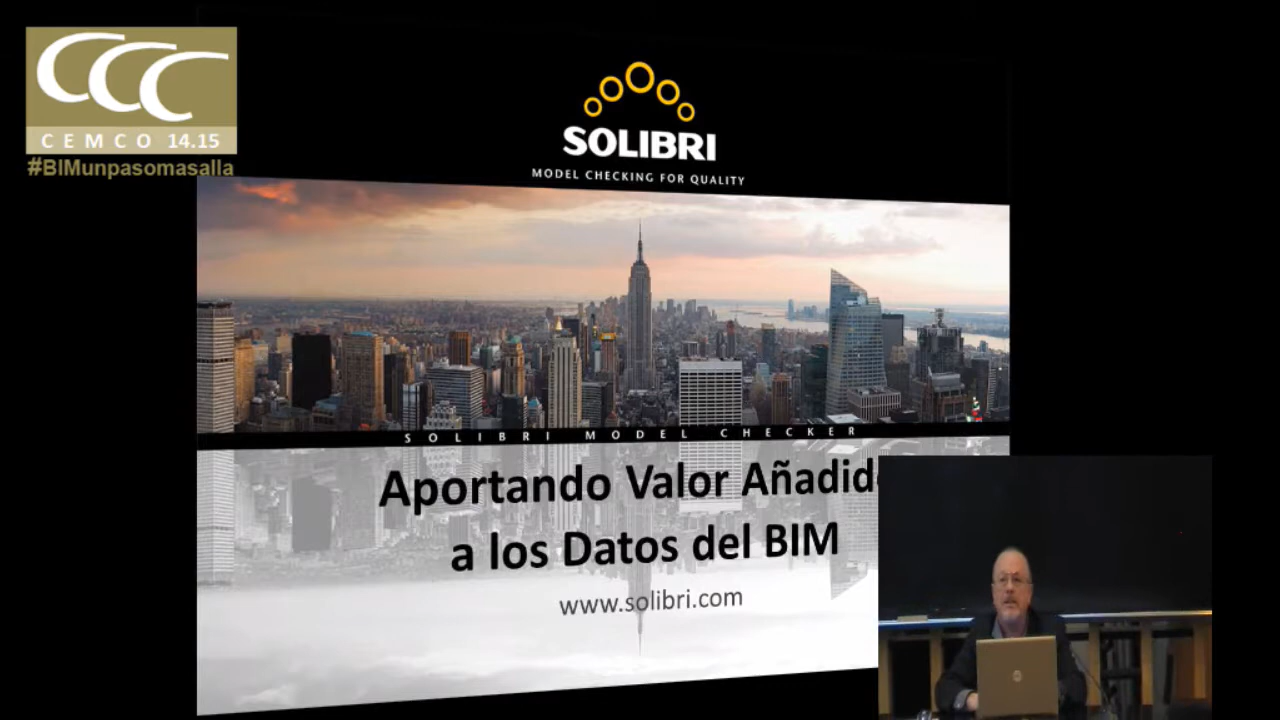 CCC
CEMCO 14.15
#BIMunpasomasalla
SOLIBRI
MODEL CHECKING FOR QUALITY
SOLIBRI MODEL CHECKER
Aportando Valor Añadid
a los Datos del BIM
www.solibri.com